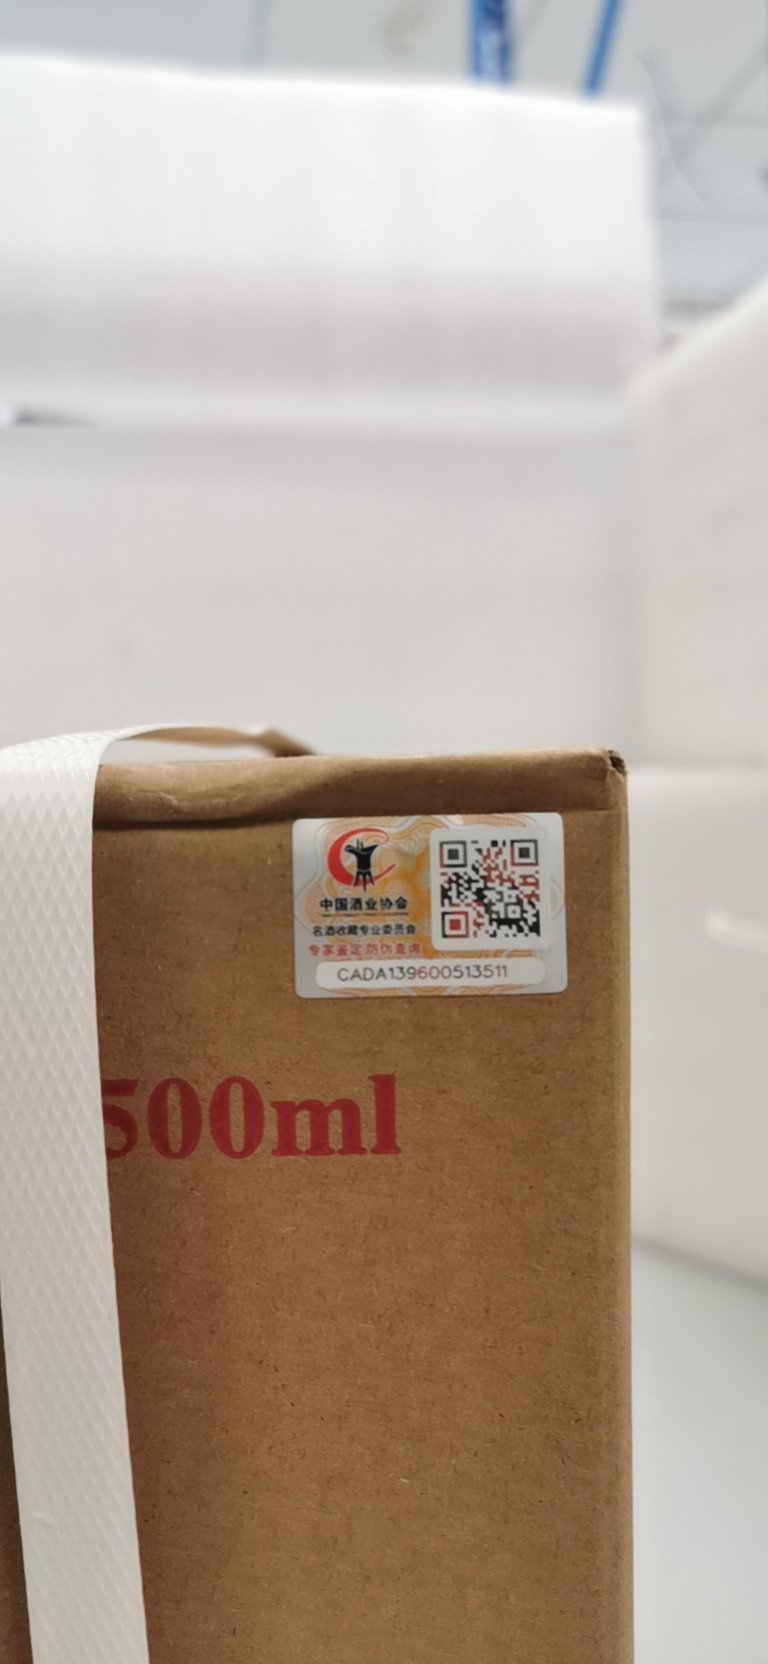 中国酒业协会
名酒收藏专业委员会
专家鉴定 防伪查询
CADA139600513511
500ml